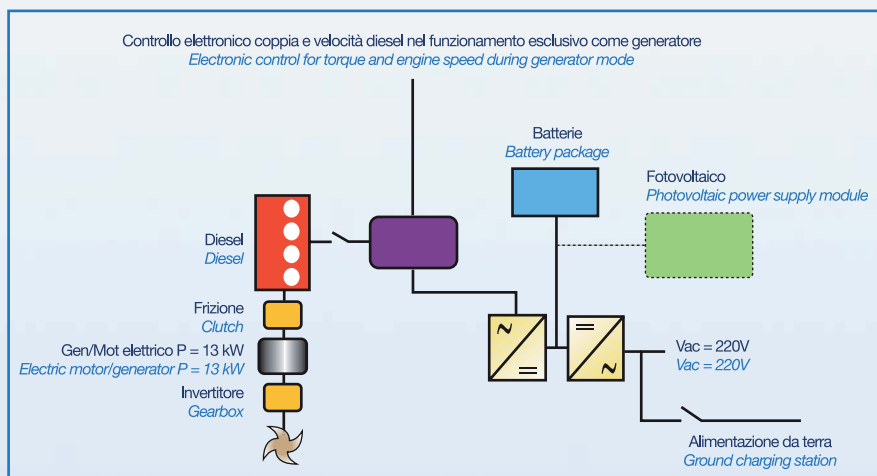 Controllo elettronico coppia e velocità diesel nel funzionamento esclusivo come generatore
Electronic control for torque and engine speed during generator mode
Batterie
Battery package
Fotovoltaico
Photovoltaic power supply module
Diesel
Diesel
Frizione
Clutch
Gen/Mot elettrico P = 13 kW
Electric motor/generator P = 13 kW
Invertitore
Gearbox
Vac = 220V
Vac = 220V
Alimentazione da terra
Ground charging station